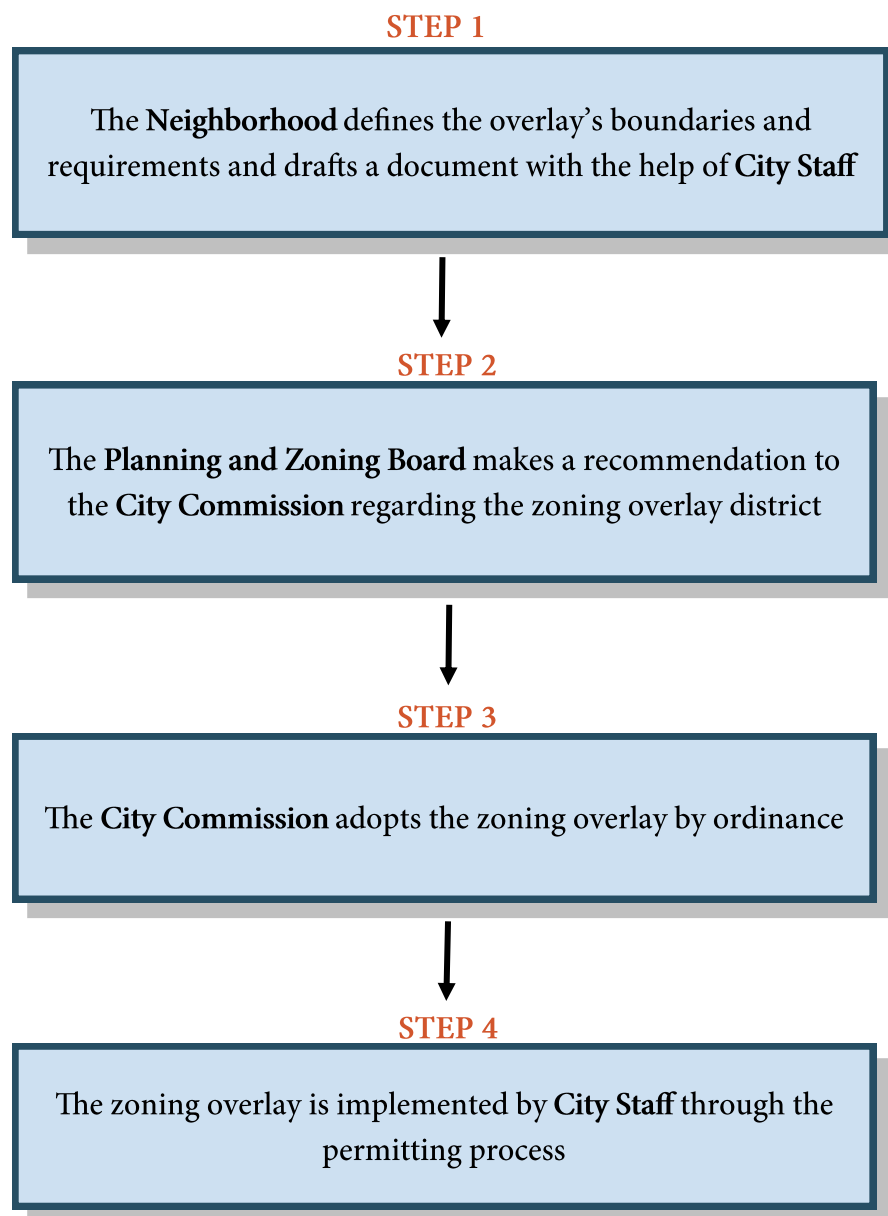 STEP 1
The Neighborhood defines the overlay’s boundaries and
requirements and drafts a document with the help of City Staff
STEP 2
The Planning and Zoning Board makes a recommendation to
the City Commission regarding the zoning overlay district
STEP 3
The City Commission adopts the zoning overlay by ordinance
STEP 4
The zoning overlay is implemented by City Staff through the
permitting process